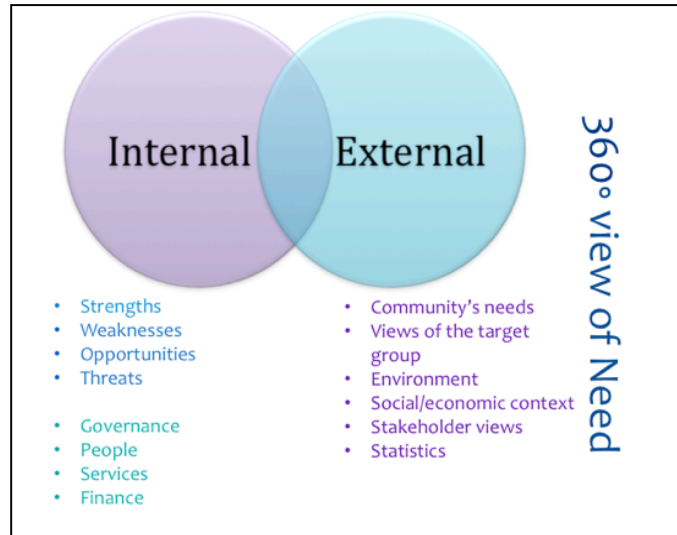 Internal
External
• Strengths
• Weaknesses
• Opportunities
• Threats
• Governance
• People
• Services
• Finance
• Community's needs
• Views of the target
group
• Environment
• Social/economic context
• Stakeholder views
• Statistics
360° view of Need